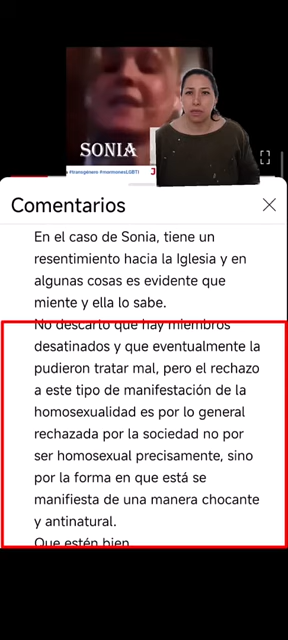 SONIA
#transgénero #mormonesLGBTI
J
Comentarios
En el caso de Sonia, tiene un
resentimiento hacia la Iglesia y en
algunas cosas es evidente que
miente y ella lo sabe.
No descarto que hay miembros
desatinados y que eventualmente la
pudieron tratar mal, pero el rechazo
a este tipo de manifestación de la
homosexualidad es por lo general
rechazada por la sociedad no por
ser homosexual precisamente, sino
por la forma en que está se
manifiesta de una manera chocante
y antinatural.
Que estén bien